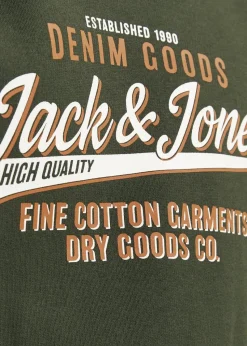 ESTABLISHED 1990
DENIM GOODS
Jack & Jone
HIGH QUALITY
FINE COTTON GARMENTS
DRY GOODS CO.